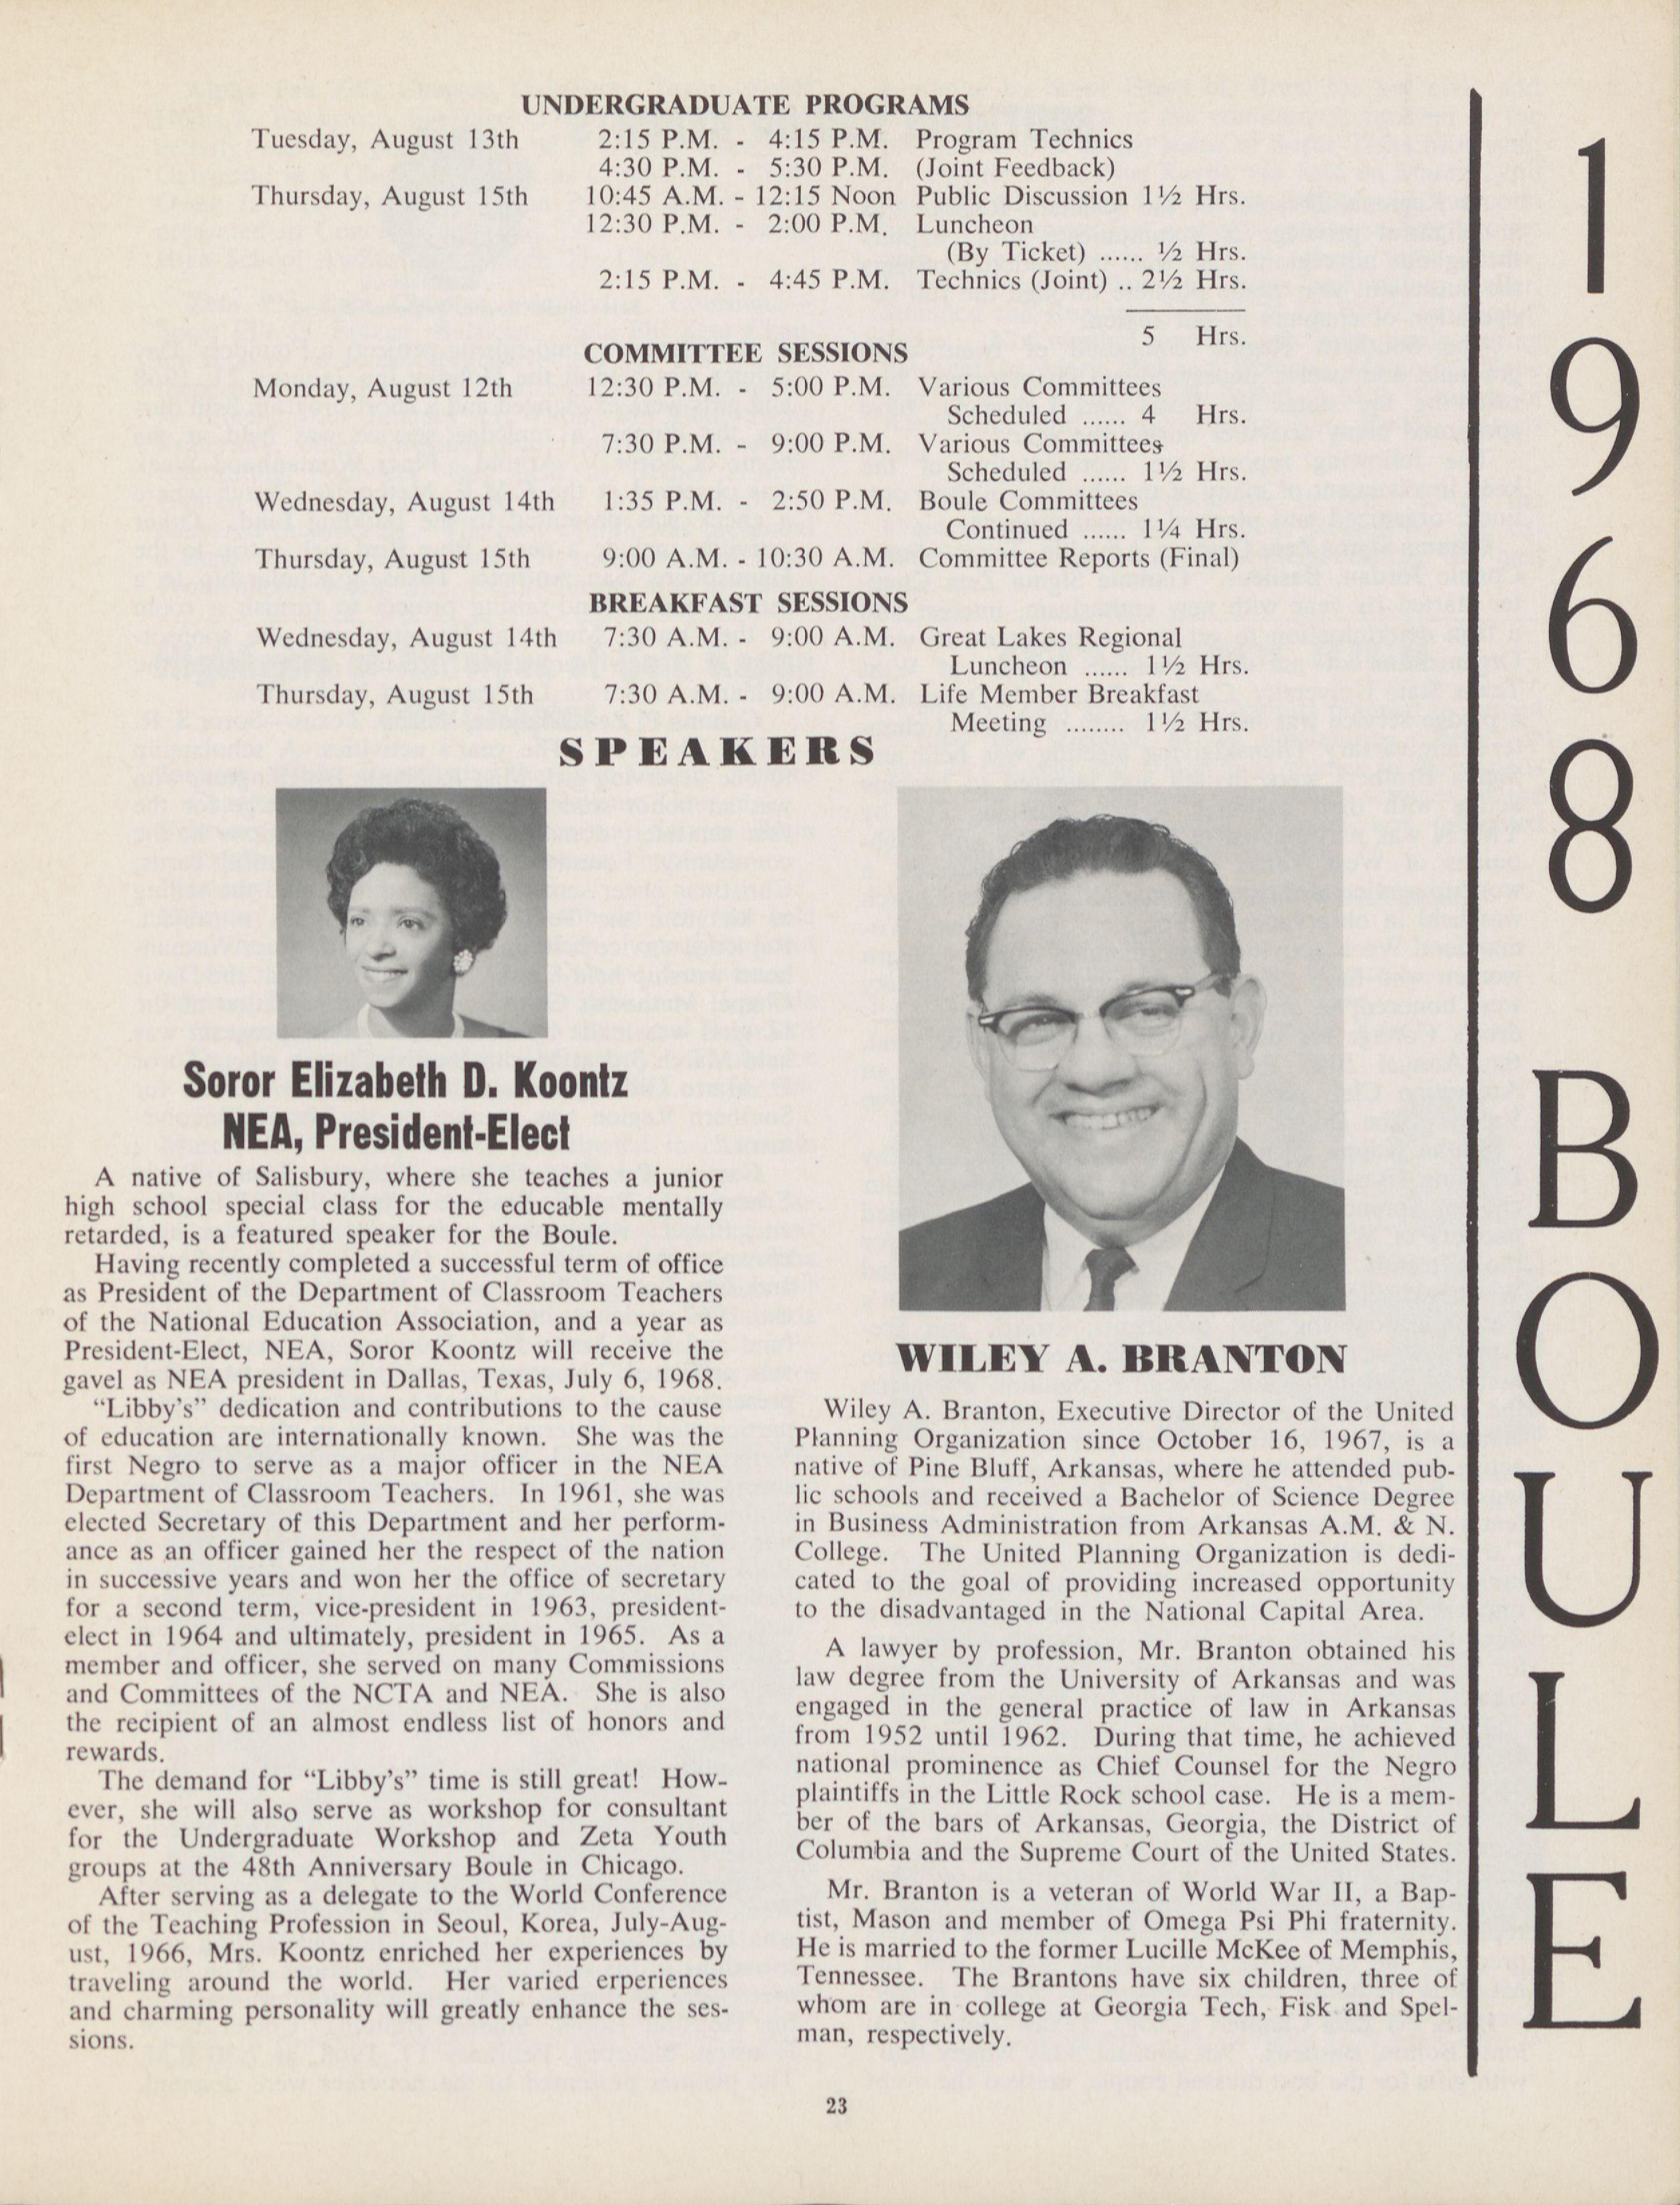 UNDERGRADUATE PROGRAMS
Tuesday, August 13th 2:15 P.M. - 4:15 P.M. Program Technics
4:30 P.M. - 5:30 P.M. (Joint Feedback)
Thursday, August 15th 10:45 A.M. - 12:15 Noon Public Discussion 1½ Hrs.
12:30 P.M. - 2:00 P.M. Luncheon
(By Ticket) ...... ½ Hrs.
2:15 P.M. - 4:45 P.M. Technics (Joint) .. 2½ Hrs.
5 Hrs.
COMMITTEE SESSIONS
Monday, August 12th 12:30 P.M. - 5:00 P.M. Various Committees
Scheduled ...... 4 Hrs.
7:30 P.M. - 9:00 P.M. Various Committees
Scheduled ...... 1½ Hrs.
Wednesday, August 14th 1:35 P.M. - 2:50 P.M. Boule Committees
Continued ...... 1¼ Hrs.
Thursday, August 15th 9:00 A.M. - 10:30 A.M. Committee Reports (Final)
BREAKFAST SESSIONS
Wednesday, August 14th 7:30 A.M. - 9:00 A.M. Great Lakes Regional
Luncheon ...... 1½ Hrs.
Thursday, August 15th 7:30 A.M. - 9:00 A.M. Life Member Breakfast
Meeting ........ 1½ Hrs.
SPEAKERS
Soror Elizabeth D. Koontz
NEA, President-Elect
A native of Salisbury, where she teaches a junior
high school special class for the educable mentally
retarded, is a featured speaker for the Boule.
Having recently completed a successful term of office
as President of the Department of Classroom Teachers
of the National Education Association, and a year as
President-Elect, NEA, Soror Koontz will receive the
gavel as NEA president in Dallas, Texas, July 6, 1968.
"Libby's" dedication and contributions to the cause
of education are internationally known. She was the
first Negro to serve as a major officer in the NEA
Department of Classroom Teachers. In 1961, she was
elected Secretary of this Department and her perform-
ance as an officer gained her the respect of the nation
in successive years and won her the office of secretary
for a second term, vice-president in 1963, president-
elect in 1964 and ultimately, president in 1965. As a
member and officer, she served on many Commissions
and Committees of the NCTA and NEA. She is also
the recipient of an almost endless list of honors and
rewards.
The demand for "Libby's" time is still great! How-
ever, she will also serve as workshop for consultant
for the Undergraduate Workshop and Zeta Youth
groups at the 48th Anniversary Boule in Chicago.
After serving as a delegate to the World Conference
of the Teaching Profession in Seoul, Korea, July-Aug-
ust, 1966, Mrs. Koontz enriched her experiences by
traveling around the world. Her varied erperiences
and charming personality will greatly enhance the ses-
sions.
WILEY A. BRANTON
Wiley A. Branton, Executive Director of the United
Planning Organization since October 16, 1967, is a
native of Pine Bluff, Arkansas, where he attended pub-
lic schools and received a Bachelor of Science Degree
in Business Administration from Arkansas A.M. & N.
College. The United Planning Organization is dedi-
cated to the goal of providing increased opportunity
to the disadvantaged in the National Capital Area.
A lawyer by profession, Mr. Branton obtained his
law degree from the University of Arkansas and was
engaged in the general practice of law in Arkansas
from 1952 until 1962. During that time, he achieved
national prominence as Chief Counsel for the Negro
plaintiffs in the Little Rock school case. He is a mem-
ber of the bars of Arkansas, Georgia, the District of
Columbia and the Supreme Court of the United States.
Mr. Branton is a veteran of World War II, a Bap-
tist, Mason and member of Omega Psi Phi fraternity.
He is married to the former Lucille McKee of Memphis,
Tennessee. The Brantons have six children, three of
whom are in college at Georgia Tech, Fisk and Spel-
man, respectively.
1968 BOULE
23